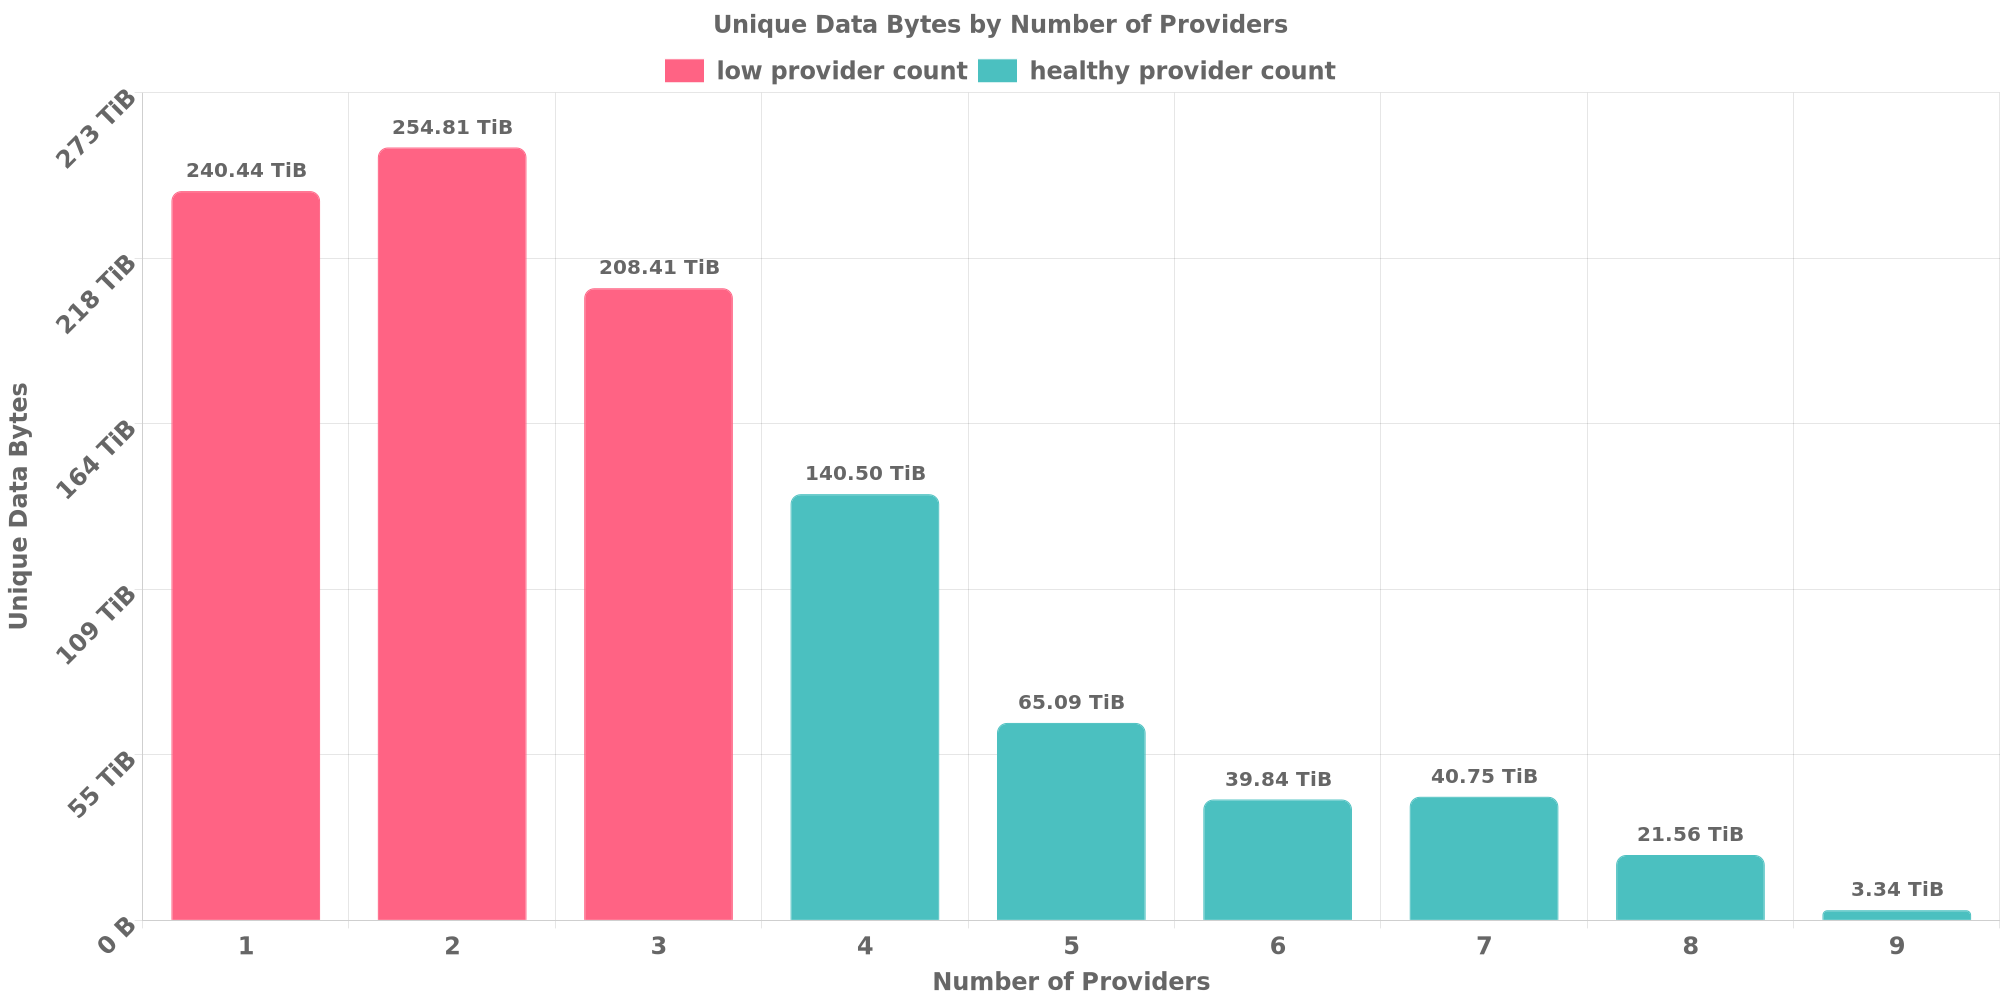 Unique Data Bytes by Number of Providers
low provider count healthy provider count
273 TiB
218 TiB
164 TiB
109 TiB
55 TiB
0 B
Unique Data Bytes
240.44 TiB
254.81 TiB
208.41 TiB
140.50 TiB
65.09 TiB
39.84 TiB
40.75 TiB
21.56 TiB
3.34 TiB
1 2 3 4 5 6 7 8 9
Number of Providers